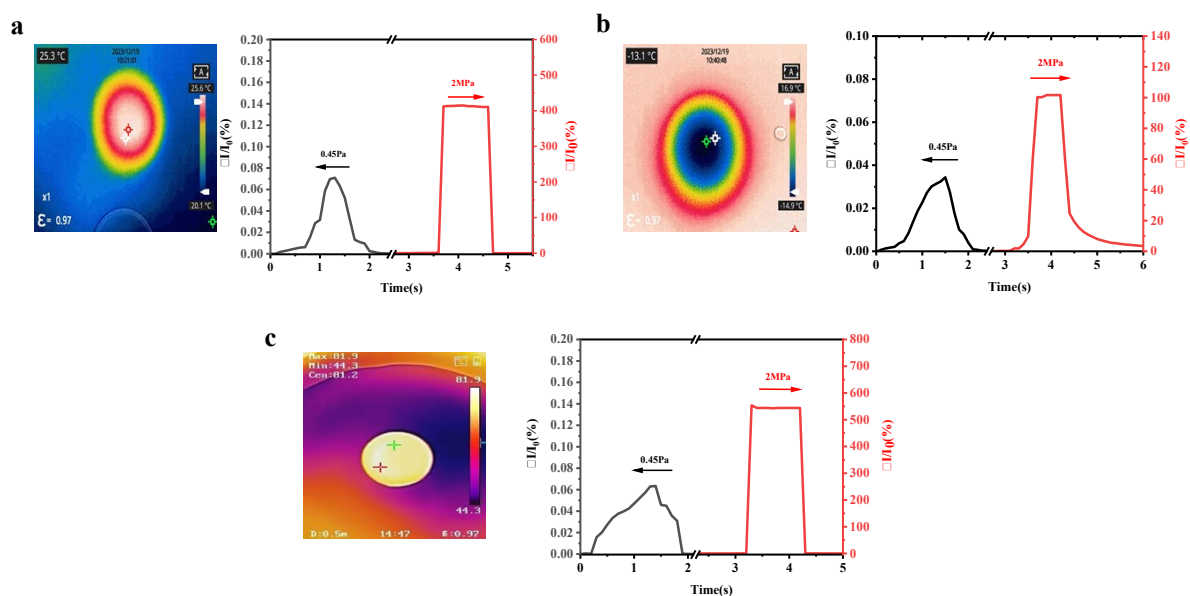 a
25.3 °C
2023/12/19
10:21:01
A
25.6 °C
20.1 °C
x1
ε= 0.97
□I/I0(%)
0.20
0.18
0.16
0.14
0.12
0.10
0.08
0.06
0.04
0.02
0.00
0.45Pa
2MPa
600
500
400
300
200
100
0
□I/I0(%)
0 1 2 3 4 5
Time(s)
b
-13.1 °C
2023/12/19
10:40:48
A
16.9 °C
-14.9 °C
x1
ε= 0.97
□I/I0(%)
0.10
0.08
0.06
0.04
0.02
0.00
0.45Pa
2MPa
140
120
100
80
60
40
20
0
□I/I0(%)
0 1 2 3 4 5 6
Time(s)
c
Max:81.9
Min:44.3
Cen:81.2
81.9
44.3
D:0.5m 14:47 E:0.97
□I/I0(%)
0.20
0.18
0.16
0.14
0.12
0.10
0.08
0.06
0.04
0.02
0.00
0.45Pa
2MPa
800
700
600
500
400
300
200
100
0
□I/I0(%)
0 1 2 3 4 5
Time(s)